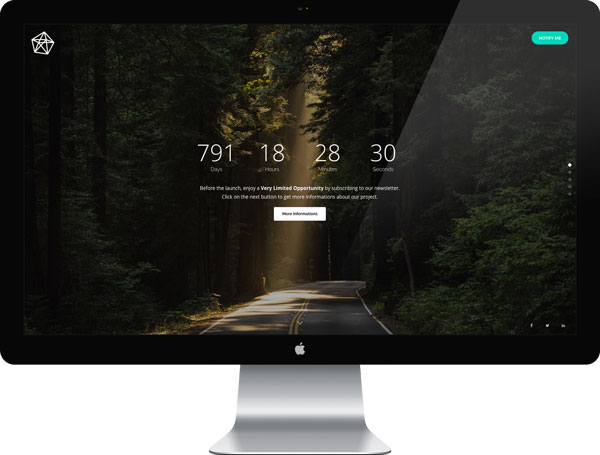 NOTIFY ME
791 18 28 30
Days Hours Minutes Seconds
Before the launch, enjoy a Very Limited Opportunity by subscribing to our newsletter.
Click on the next button to get more informations about our project.
More Informations